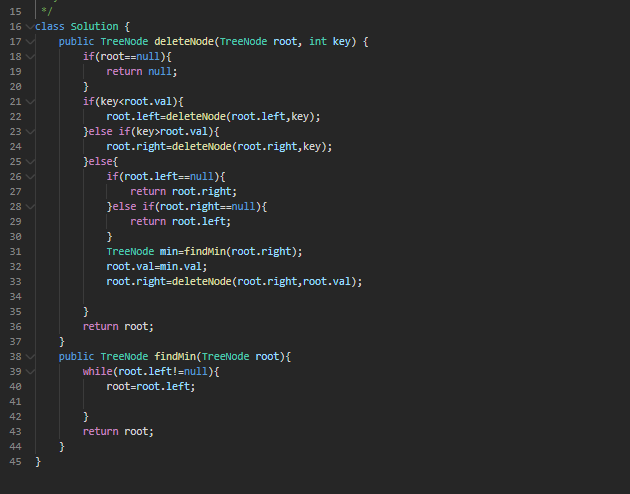 15 */
16 class Solution {
17 public TreeNode deleteNode(TreeNode root, int key) {
18 if(root==null){
19 return null;
20 }
21 if(key<root.val){
22 root.left=deleteNode(root.left,key);
23 }else if(key>root.val){
24 root.right=deleteNode(root.right,key);
25 }else{
26 if(root.left==null){
27 return root.right;
28 }else if(root.right==null){
29 return root.left;
30 }
31 TreeNode min=findMin(root.right);
32 root.val=min.val;
33 root.right=deleteNode(root.right,root.val);
34
35 }
36 return root;
37 }
38 public TreeNode findMin(TreeNode root){
39 while(root.left!=null){
40 root=root.left;
41
42 }
43 return root;
44 }
45 }